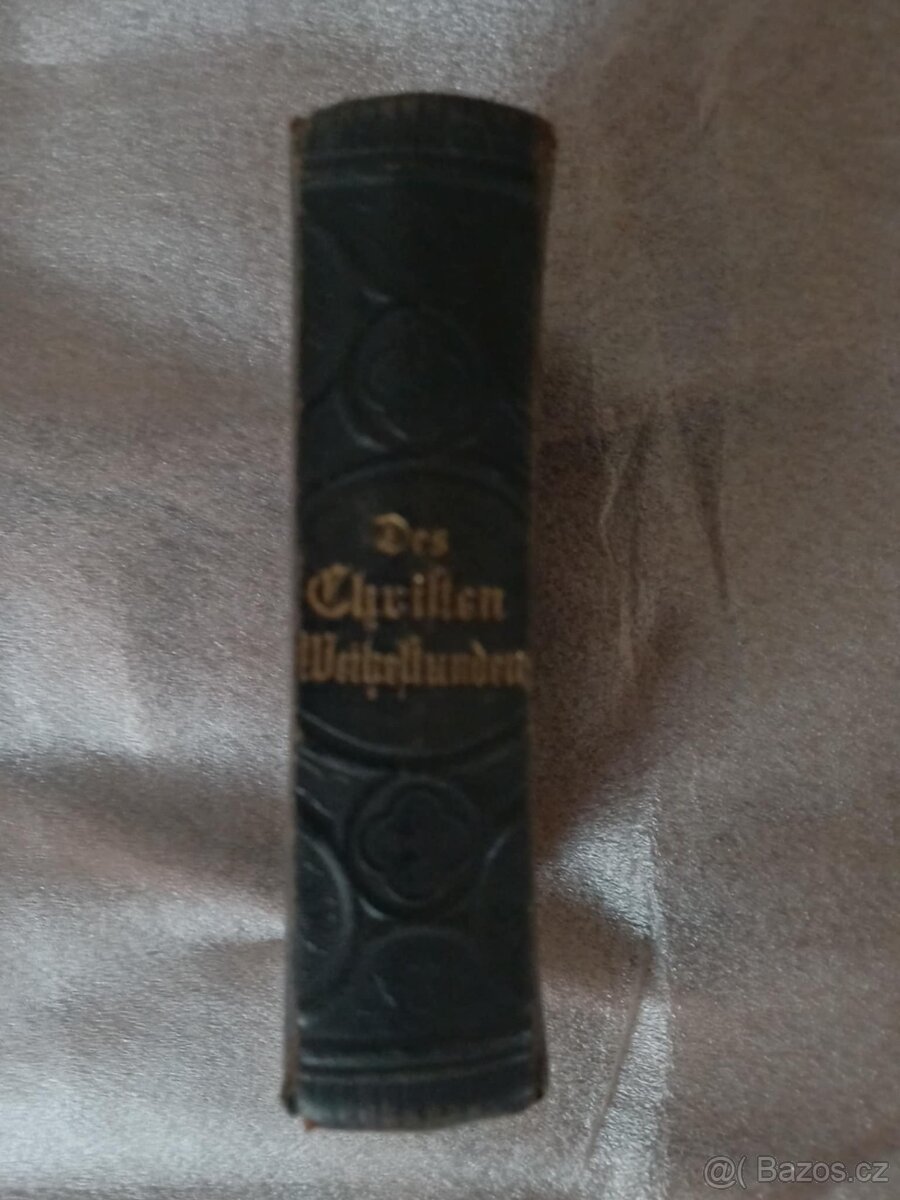 Des
Christen
Weihestunden
@( Bazos.cz